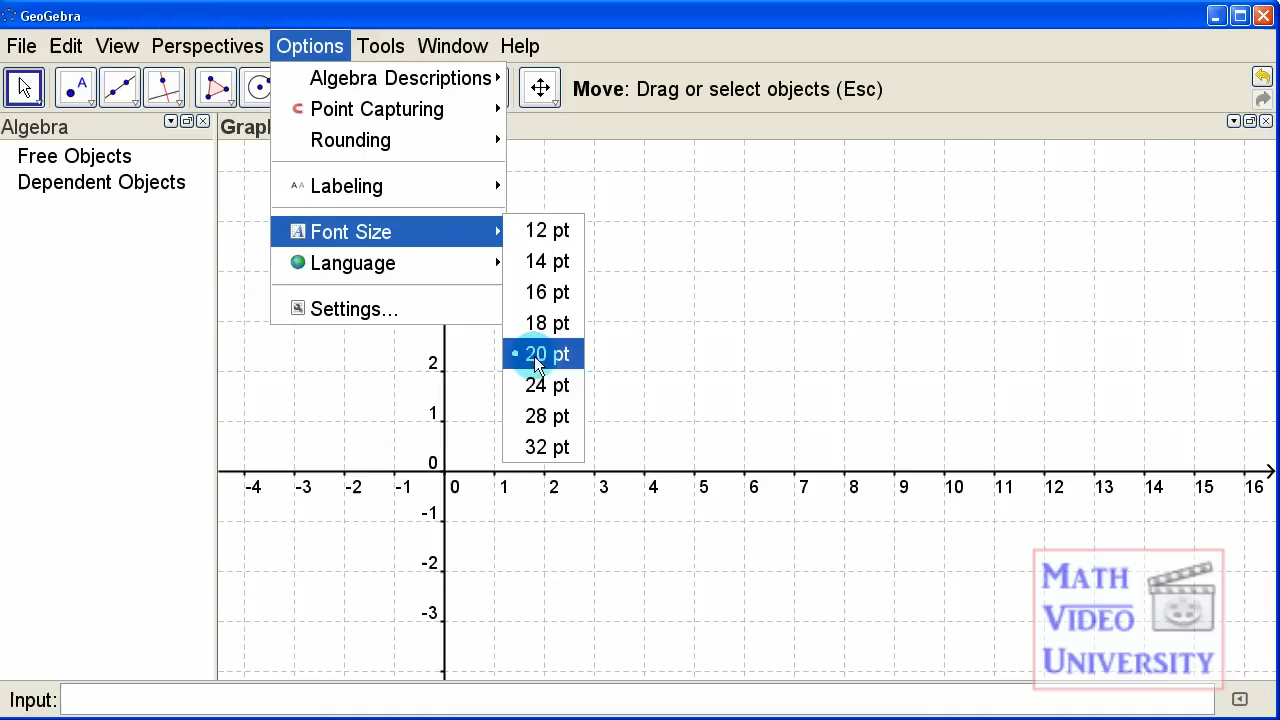 GeoGebra
File Edit View Perspectives Options Tools Window Help
A
Move: Drag or select objects (Esc)
Algebra
Free Objects
Dependent Objects
Graph
Algebra Descriptions
Point Capturing
Rounding
AA Labeling
Font Size
Language
Settings...
12 pt
14 pt
16 pt
18 pt
20 pt
24 pt
28 pt
32 pt
2
1
0
-4 -3 -2 -1 0 1 2 3 4 5 6 7 8 9 10 11 12 13 14 15 16
-1
-2
-3
MATH
VIDEO
UNIVERSITY
Input: